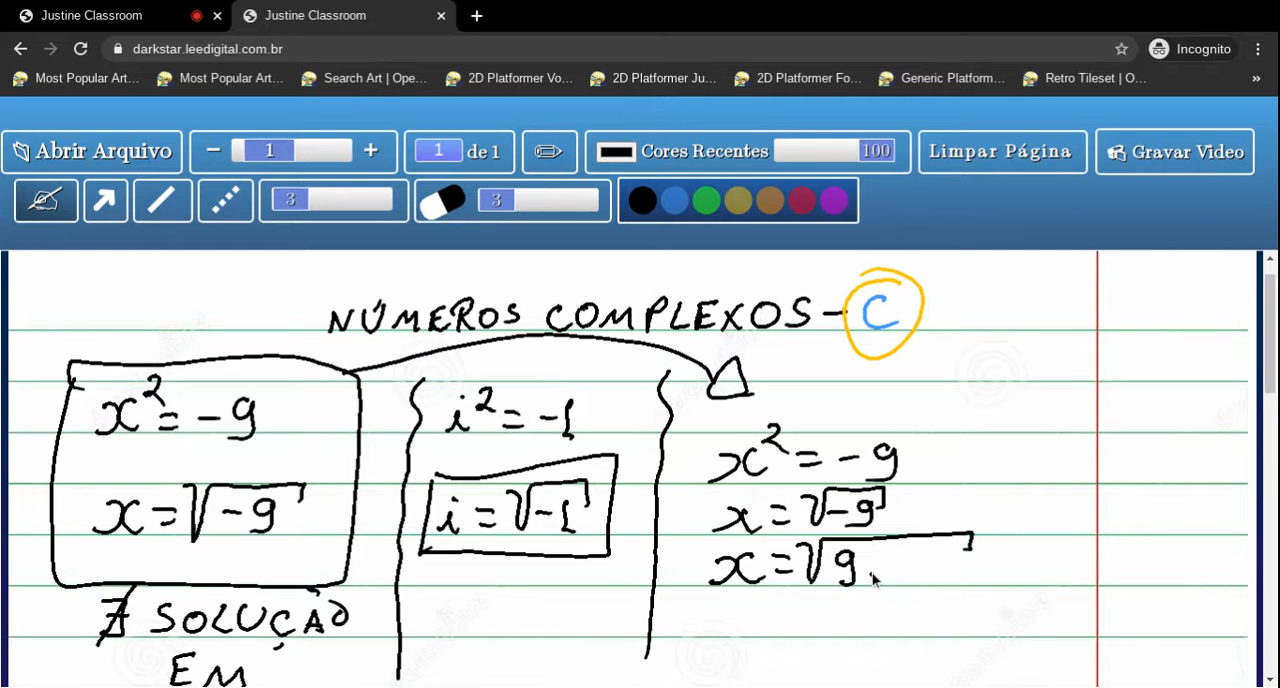 Justine Classroom
Justine Classroom
darkstar.leedigital.com.br
Incognito
Most Popular Art...
Most Popular Art...
Search Art | Ope...
2D Platformer Vo...
2D Platformer Ju...
2D Platformer Fo...
Generic Platform...
Retro Tileset | O...
»
Abrir Arquivo
− 1 +
1 de 1
Cores Recentes 100
Limpar Página
Gravar Video
3
3
NÚMEROS COMPLEXOS - C
x² = -9
x = √-9
∄ SOLUÇÃO
EM
i² = -1
i = √-1
x² = -9
x = √-9
x = √9 .